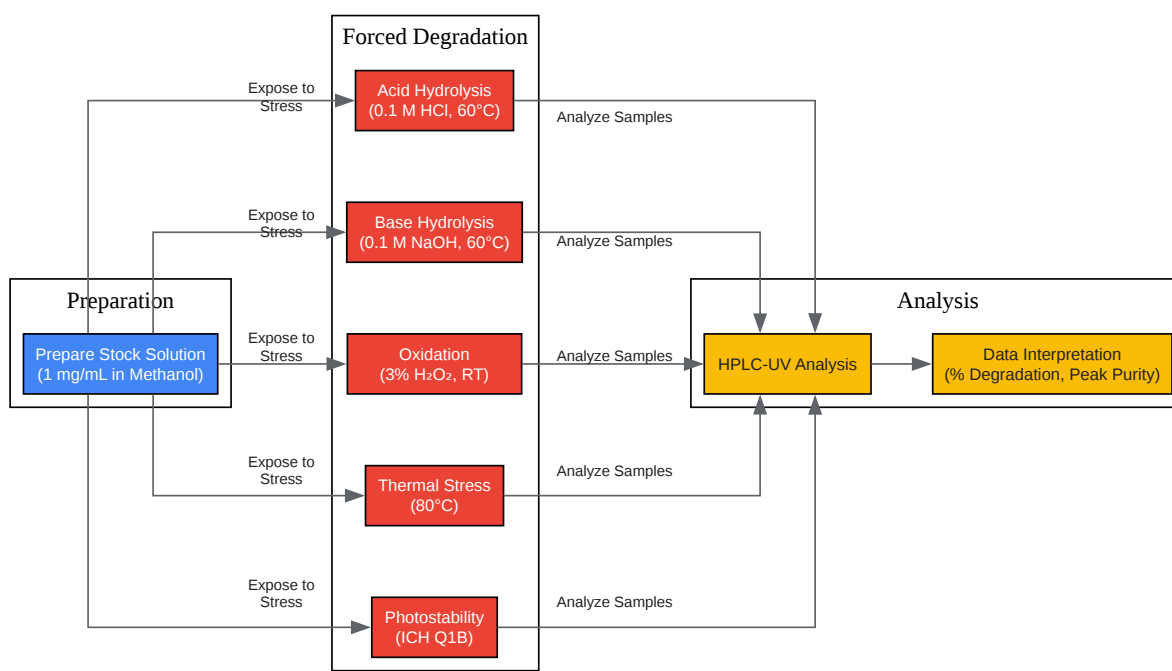 Forced Degradation
Expose to
Stress
Acid Hydrolysis
(0.1 M HCl, 60°C)
Analyze Samples
Expose to
Stress
Base Hydrolysis
(0.1 M NaOH, 60°C)
Analyze Samples
Preparation
Prepare Stock Solution
(1 mg/mL in Methanol)
Expose to
Stress
Oxidation
(3% H₂O₂, RT)
Analyze Samples
Analysis
HPLC-UV Analysis
Data Interpretation
(% Degradation, Peak Purity)
Expose to
Stress
Thermal Stress
(80°C)
Analyze Samples
Expose to
Stress
Photostability
(ICH Q1B)
Analyze Samples